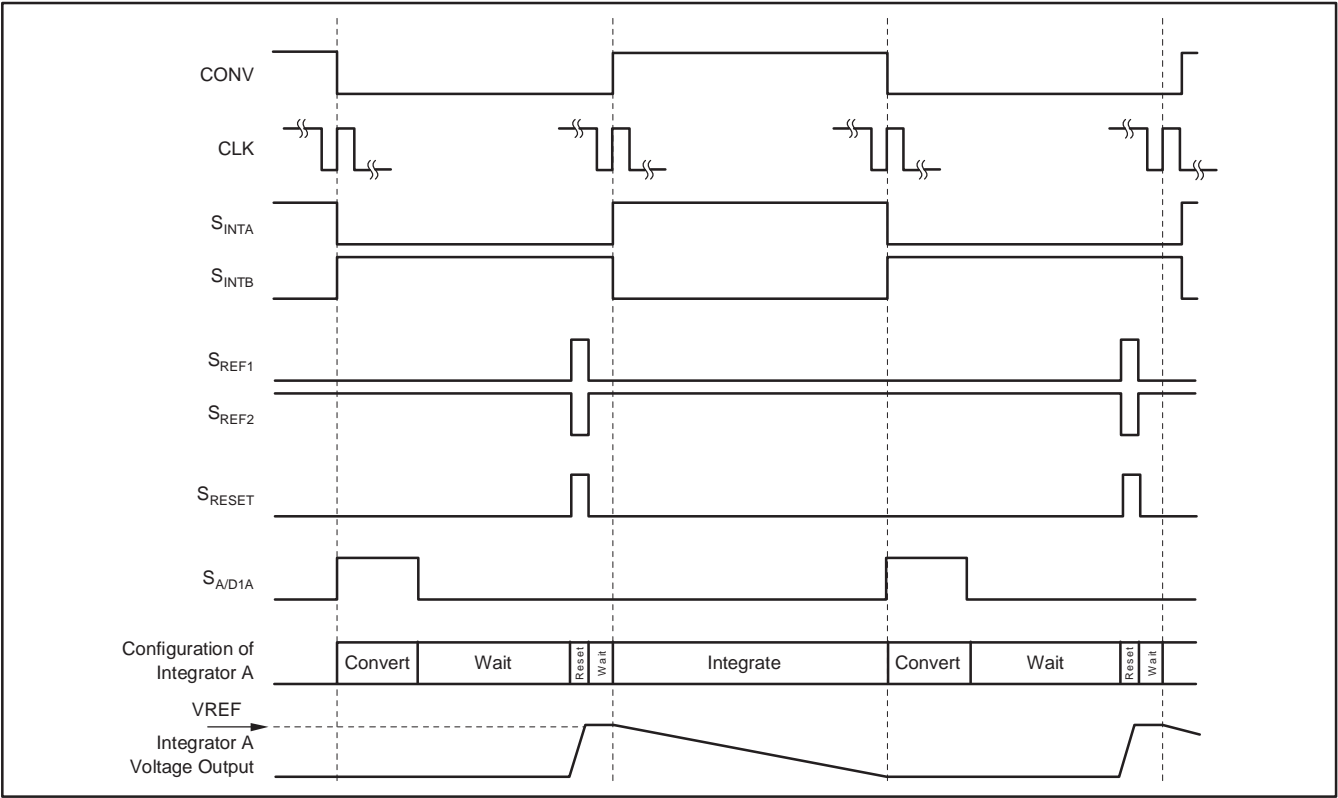 CONV
CLK
SINTA
SINTB
SREF1
SREF2
SRESET
SA/D1A
Configuration of
Integrator A
Convert Wait Reset Wait Integrate Convert Wait Reset Wait
VREF
Integrator A
Voltage Output